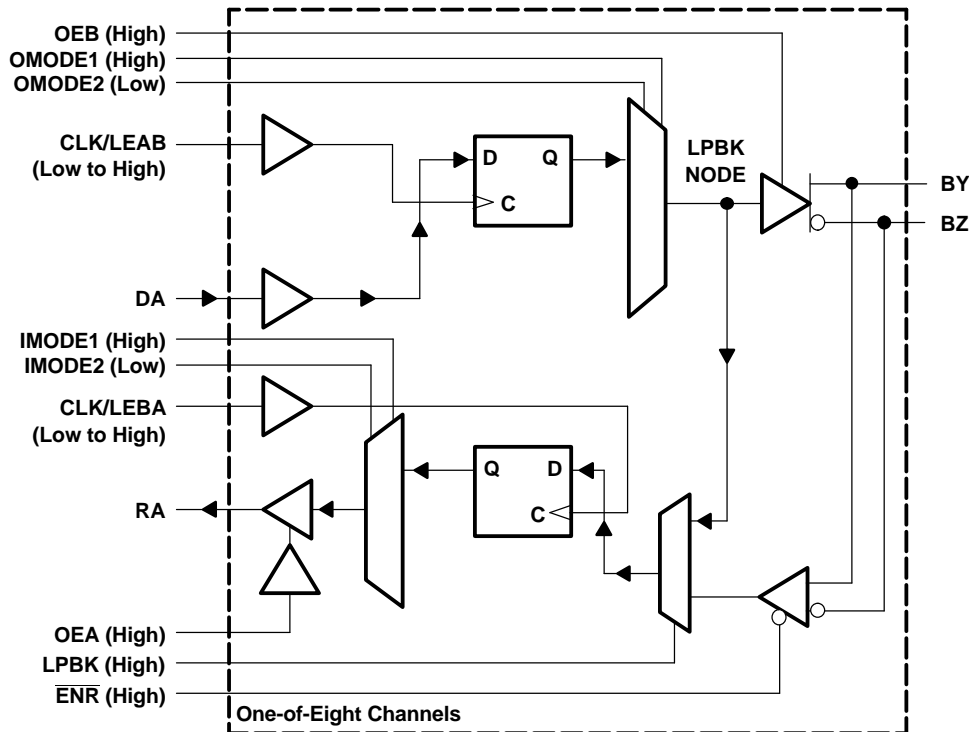 OEB (High)
OMODE1 (High)
OMODE2 (Low)
CLK/LEAB
(Low to High)
D
Q
C
LPBK
NODE
BY
BZ
DA
IMODE1 (High)
IMODE2 (Low)
CLK/LEBA
(Low to High)
Q
D
C
RA
OEA (High)
LPBK (High)
ENR (High)
One-of-Eight Channels